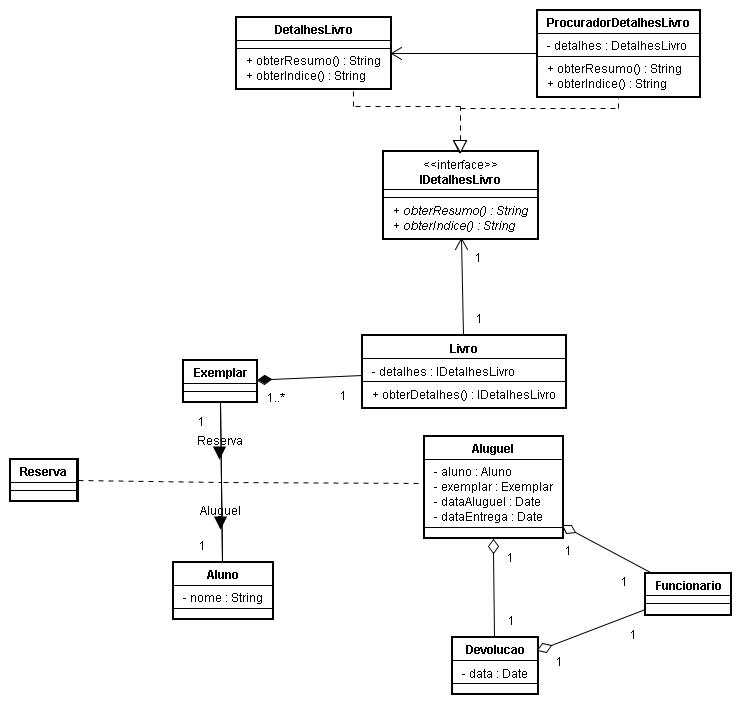 DetalhesLivro
+ obterResumo() : String
+ obterIndice() : String
ProcuradorDetalhesLivro
- detalhes : DetalhesLivro
+ obterResumo() : String
+ obterIndice() : String
<<interface>>
IDetalhesLivro
+ obterResumo() : String
+ obterIndice() : String
1
1
Livro
- detalhes : IDetalhesLivro
+ obterDetalhes() : IDetalhesLivro
Exemplar
1..*
1
1
Reserva
Reserva
Aluguel
1
Aluno
- nome : String
Aluguel
- aluno : Aluno
- exemplar : Exemplar
- dataAluguel : Date
- dataEntrega : Date
1
1
1
Funcionario
1
1
1
Devolucao
- data : Date